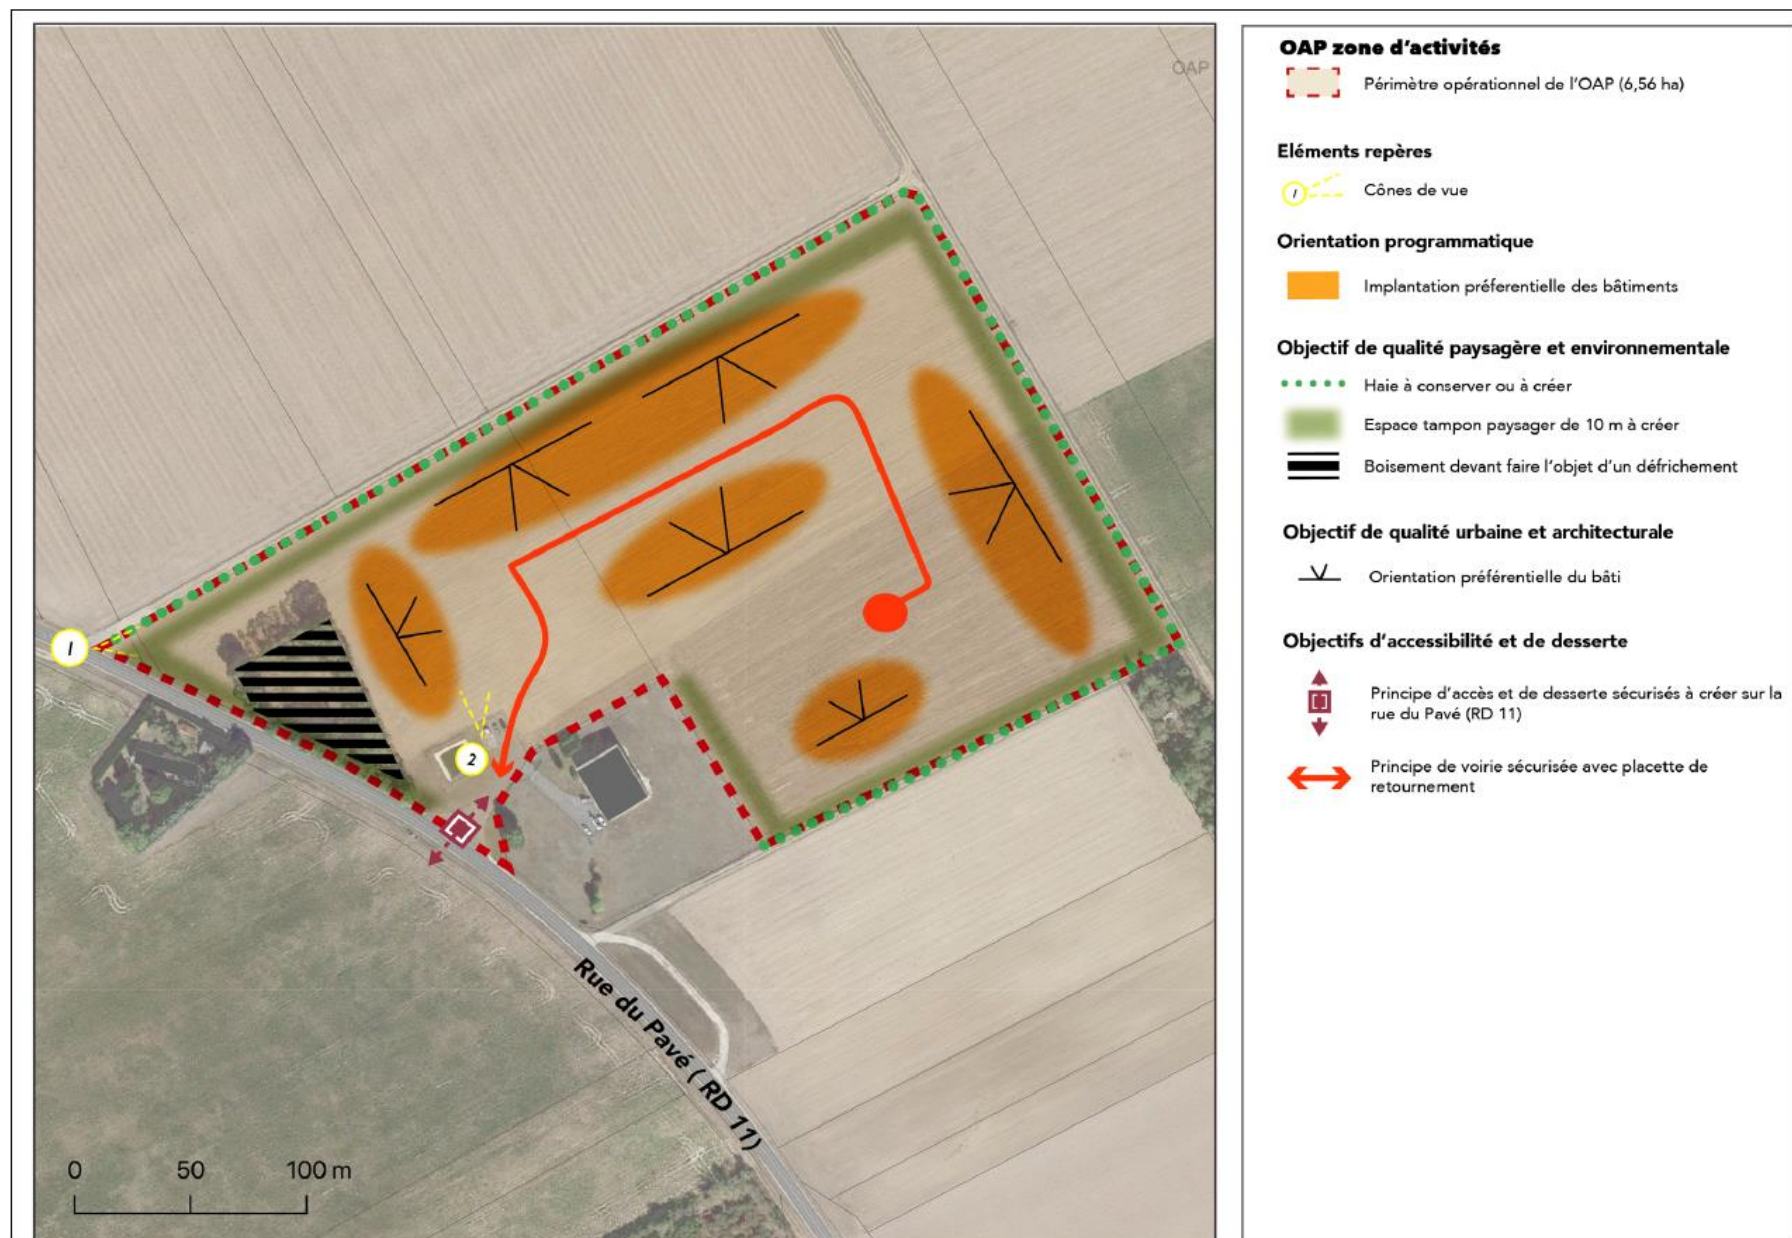 OAP
1
2
Rue du Pavé ( RD 11)
0 50 100 m
OAP zone d'activités
Périmètre opérationnel de l'OAP (6,56 ha)
Eléments repères
1
Cônes de vue
Orientation programmatique
Implantation préferentielle des bâtiments
Objectif de qualité paysagère et environnementale
Haie à conserver ou à créer
Espace tampon paysager de 10 m à créer
Boisement devant faire l'objet d'un défrichement
Objectif de qualité urbaine et architecturale
Orientation préférentielle du bâti
Objectifs d'accessibilité et de desserte
Principe d'accès et de desserte sécurisés à créer sur la
rue du Pavé (RD 11)
Principe de voirie sécurisée avec placette de
retournement